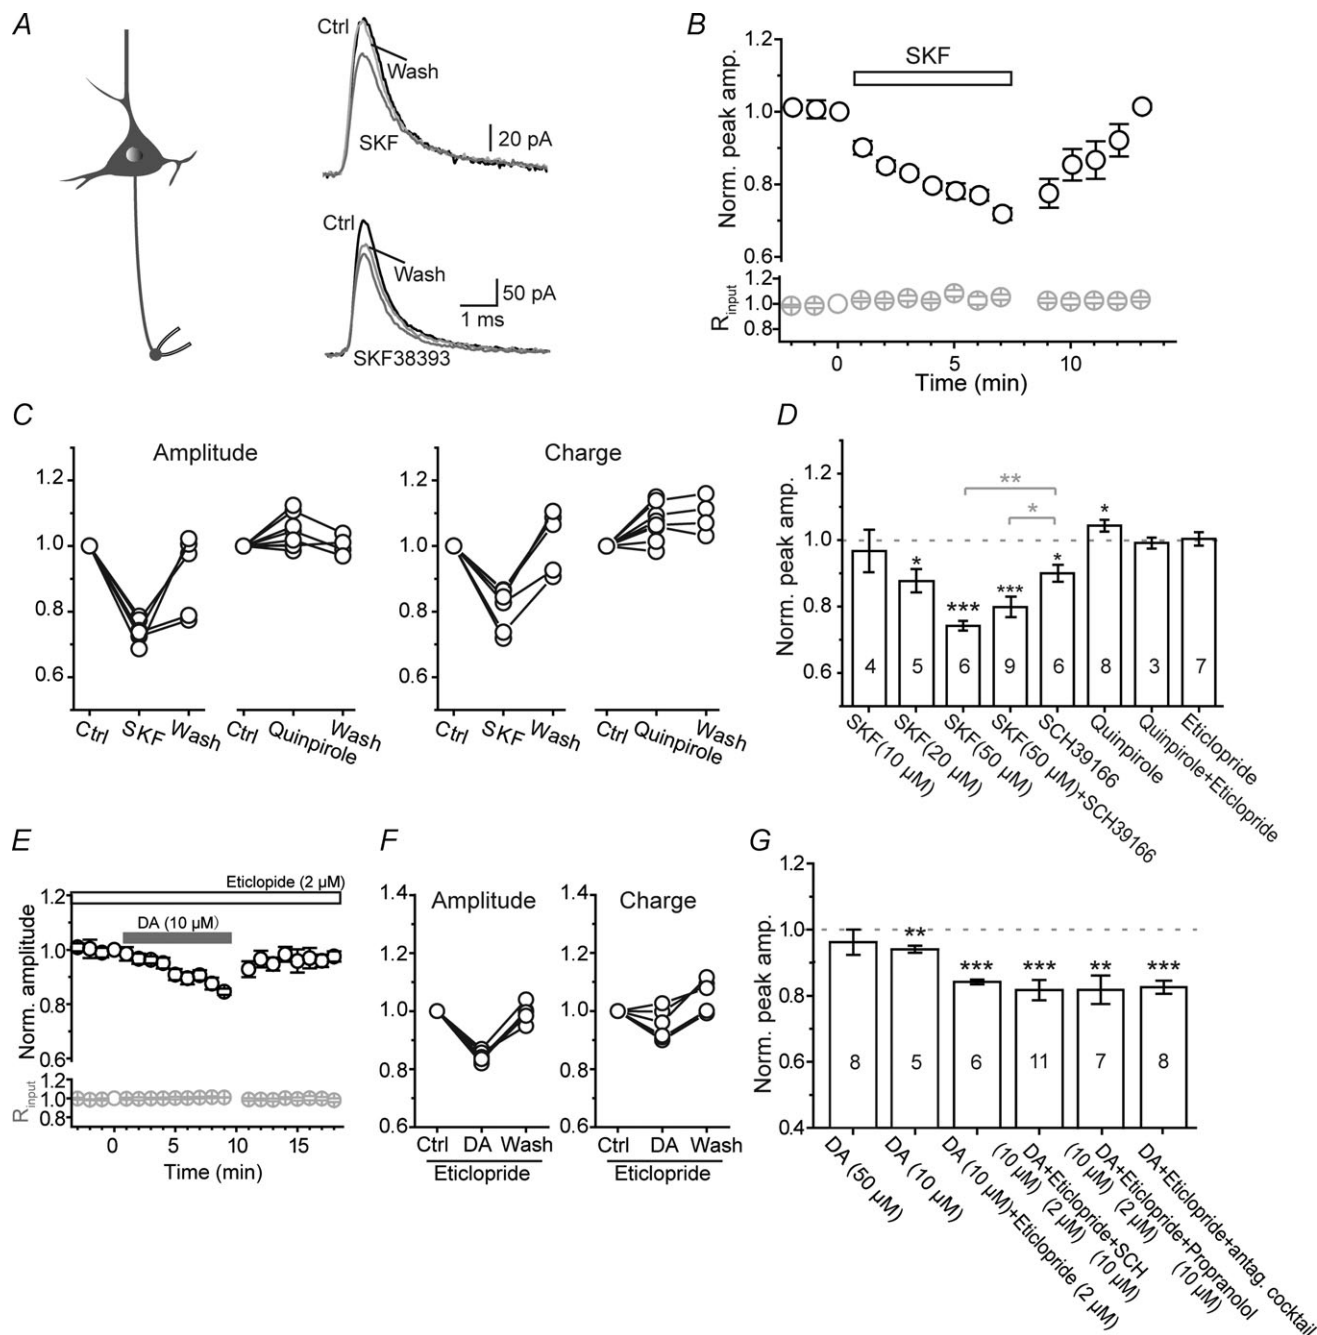 A
Ctrl
Wash
SKF
20 pA
Ctrl
Wash
50 pA
1 ms
SKF38393
B
SKF
Norm. peak amp.
1.2
1.0
0.8
0.6
Rinput
1.2
1.0
0.8
0
5
10
Time (min)
C
Amplitude
1.2
1.0
0.8
0.6
Ctrl
SKF
Wash
Ctrl
Quinpirole
Wash
Charge
1.2
1.0
0.8
0.6
Ctrl
SKF
Wash
Ctrl
Quinpirole
Wash
D
Norm. peak amp.
1.2
1.0
0.8
0.6
**
*
*
***
***
*
*
4
5
6
9
6
8
3
7
SKF(10 µM)
SKF(20 µM)
SKF(50 µM)
SKF(50 µM)+SCH39166
SCH39166
Quinpirole
Quinpirole+Eticlopride
Eticlopride
E
Eticlopide (2 µM)
DA (10 µM)
Norm. amplitude
1.2
1.0
0.8
0.6
Rinput
1.2
1.0
0.8
0
5
10
15
Time (min)
F
Amplitude
1.4
1.2
1.0
0.8
0.6
Ctrl DA Wash
Eticlopride
Charge
1.4
1.2
1.0
0.8
0.6
Ctrl DA Wash
Eticlopride
G
Norm. peak amp.
1.2
1.0
0.8
0.6
0.4
**
***
***
**
***
8
5
6
11
7
8
DA (50 µM)
DA (10 µM)
DA (10 µM)+Eticlopride (2 µM)
DA+Eticlopride+SCH
(10 µM) (2 µM) (10 µM)
DA+Eticlopride+Propranolol
(10 µM) (2 µM) (10 µM)
DA+Eticlopride+antag. cocktail